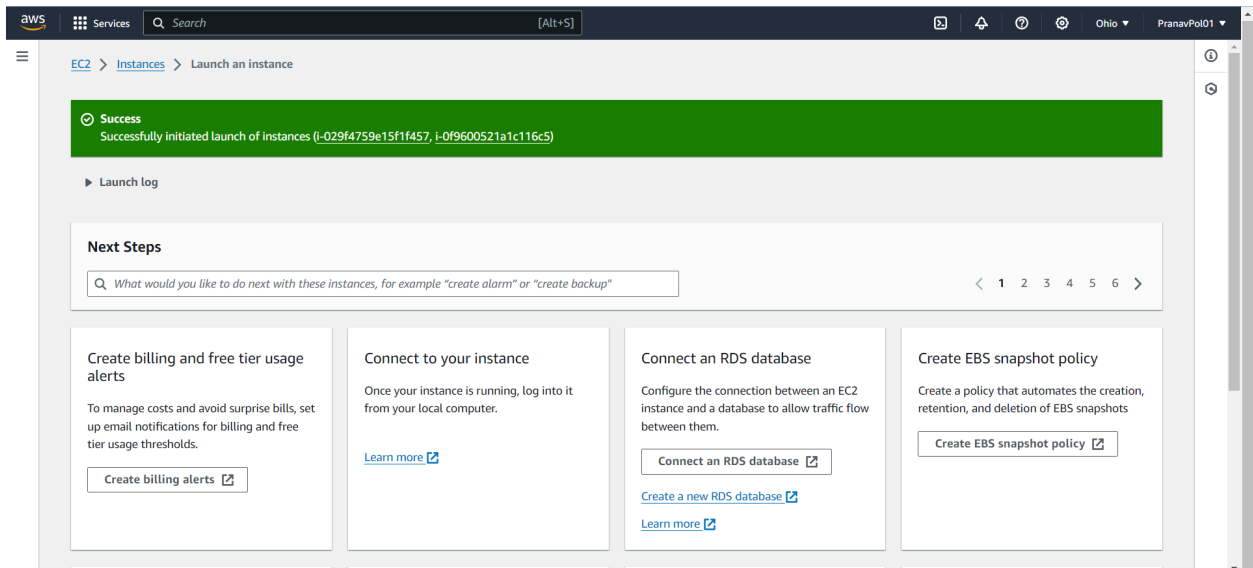 aws
Services
Search
[Alt+S]
Ohio
PranavPol01
EC2 > Instances > Launch an instance
Success
Successfully initiated launch of instances (i-029f4759e15f1f457, i-0f9600521a1c116c5)
Launch log
Next Steps
What would you like to do next with these instances, for example "create alarm" or "create backup"
1 2 3 4 5 6
Create billing and free tier usage
alerts
To manage costs and avoid surprise bills, set
up email notifications for billing and free
tier usage thresholds.
Create billing alerts
Connect to your instance
Once your instance is running, log into it
from your local computer.
Learn more
Connect an RDS database
Configure the connection between an EC2
instance and a database to allow traffic flow
between them.
Connect an RDS database
Create a new RDS database
Learn more
Create EBS snapshot policy
Create a policy that automates the creation,
retention, and deletion of EBS snapshots
Create EBS snapshot policy